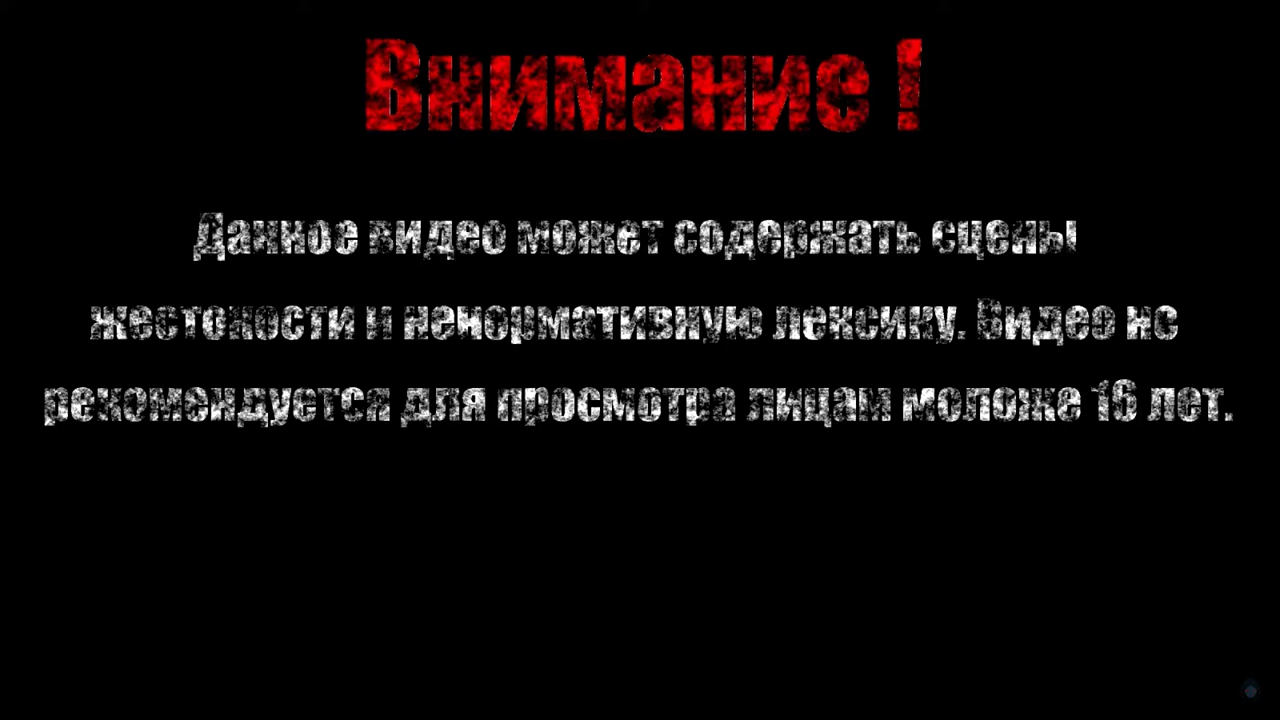 Внимание !
Данное видео может содержать сцены
жестокости и ненормативную лексику. Видео не
рекомендуется для просмотра лицам моложе 16 лет.